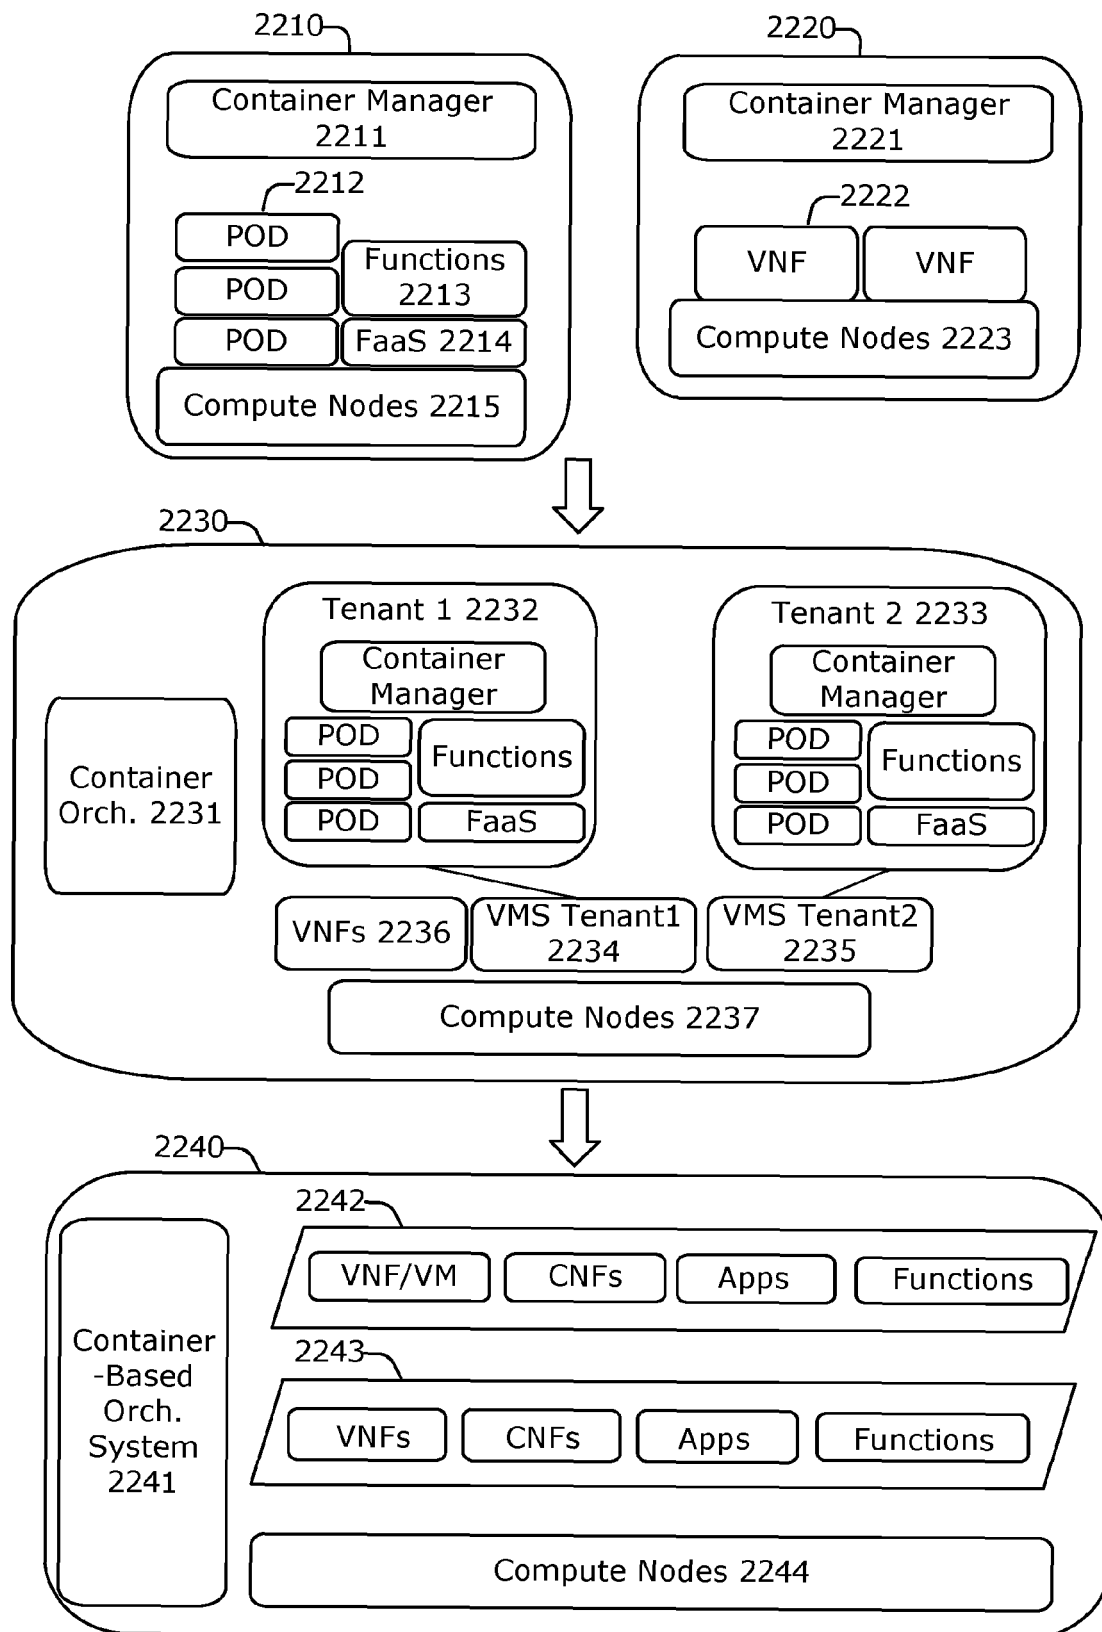 2210
2220
Container Manager
2211
Container Manager
2221
2212
POD
POD
POD
Functions
2213
FaaS 2214
Compute Nodes 2215
2222
VNF
VNF
Compute Nodes 2223
2230
Container
Orch. 2231
Tenant 1 2232
Container
Manager
POD
POD
POD
Functions
FaaS
Tenant 2 2233
Container
Manager
POD
POD
POD
Functions
FaaS
VNFs 2236
VMS Tenant1
2234
VMS Tenant2
2235
Compute Nodes 2237
2240
Container
-Based
Orch.
System
2241
2242
VNF/VM
CNFs
Apps
Functions
2243
VNFs
CNFs
Apps
Functions
Compute Nodes 2244